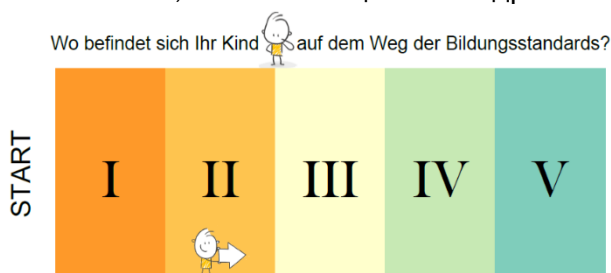 Wo befindet sich Ihr Kind auf dem Weg der Bildungsstandards?
START
I II III IV V